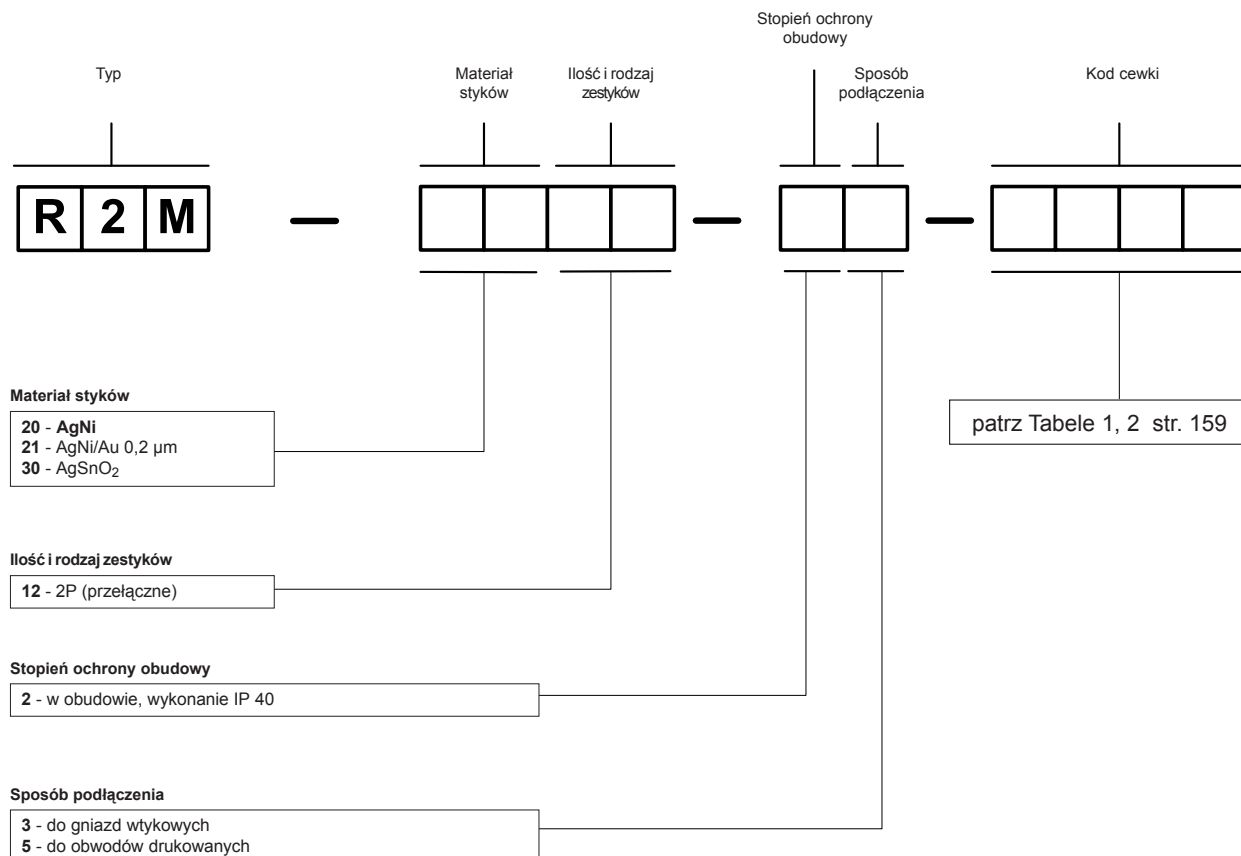 Stopień ochrony
obudowy
Typ
Materiał
styków
Ilość i rodzaj
zestyków
Sposób
podłączenia
Kod cewki
R 2 M – – –
Materiał styków
20 - AgNi
21 - AgNi/Au 0,2 µm
30 - AgSnO₂
patrz Tabele 1, 2 str. 159
Ilość i rodzaj zestyków
12 - 2P (przełączne)
Stopień ochrony obudowy
2 - w obudowie, wykonanie IP 40
Sposób podłączenia
3 - do gniazd wtykowych
5 - do obwodów drukowanych